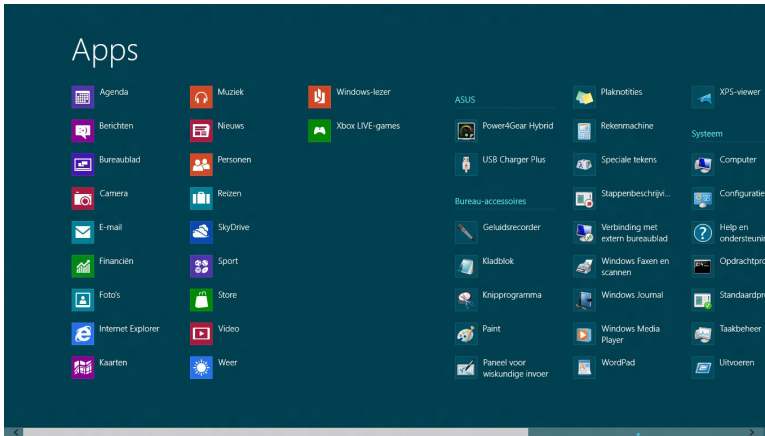 Apps
Agenda
Berichten
Bureaublad
Camera
E-mail
Financiën
Foto's
Internet Explorer
Kaarten
Muziek
Nieuws
Personen
Reizen
SkyDrive
Sport
Store
Video
Weer
Windows-lezer
Xbox LIVE-games
ASUS
Power4Gear Hybrid
USB Charger Plus
Bureau-accessoires
Geluidsrecorder
Kladblok
Knipprogramma
Paint
Paneel voor
wiskundige invoer
Plaknotities
Rekenmachine
Speciale tekens
Stappenbeschrijvi...
Verbinding met
extern bureaublad
Windows Faxen en
scannen
Windows Journal
Windows Media
Player
WordPad
XPS-viewer
Systeem
Computer
Configuratie
Help en
ondersteunin
Opdrachtpro
Standaardpr
Taakbeheer
Uitvoeren